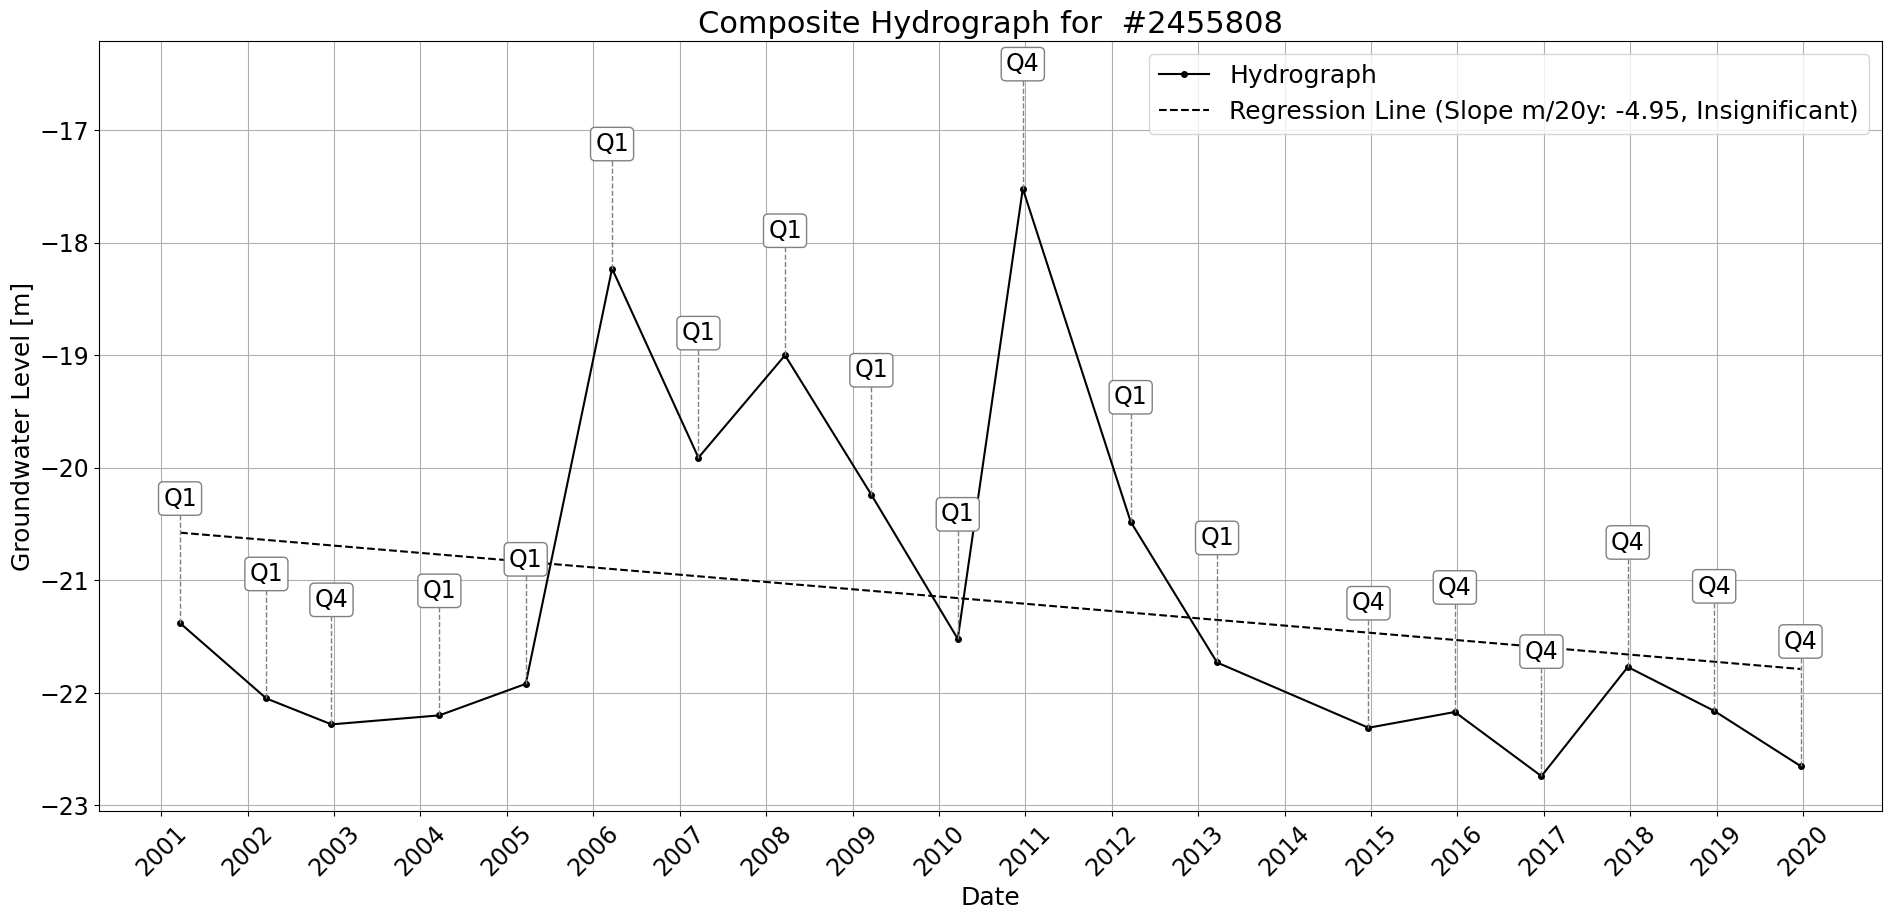 Composite Hydrograph for  #2455808
Hydrograph
Regression Line (Slope m/20y: -4.95, Insignificant)
Groundwater Level [m]
−17
−18
−19
−20
−21
−22
−23
Q1
Q1
Q4
Q1
Q1
Q1
Q1
Q1
Q1
Q1
Q4
Q1
Q1
Q4
Q4
Q4
Q4
Q4
Q4
2001
2002
2003
2004
2005
2006
2007
2008
2009
2010
2011
2012
2013
2014
2015
2016
2017
2018
2019
2020
Date